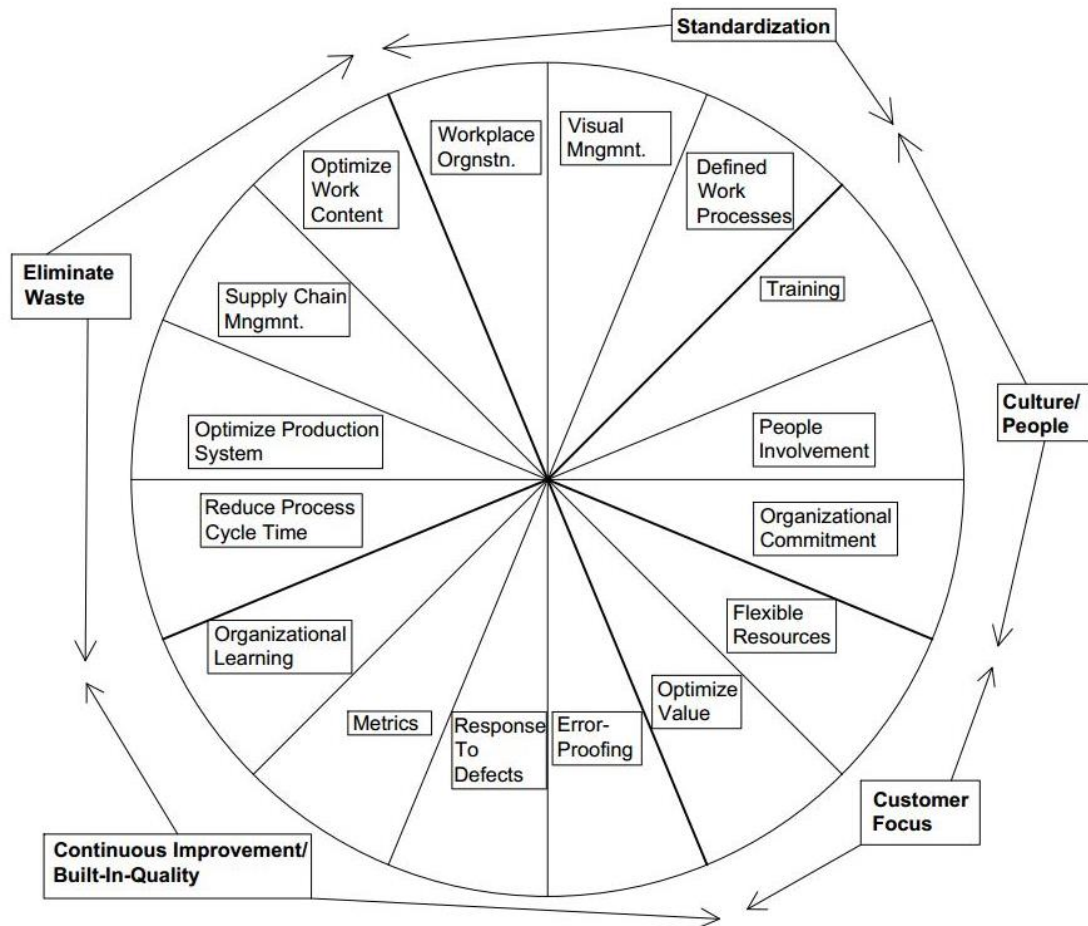 Standardization
Workplace
Orgnstn.
Visual
Mngmnt.
Defined
Work
Processes
Training
Culture/
People
People
Involvement
Organizational
Commitment
Flexible
Resources
Optimize
Value
Customer
Focus
Error-
Proofing
Response
To
Defects
Metrics
Continuous Improvement/
Built-In-Quality
Organizational
Learning
Reduce Process
Cycle Time
Optimize Production
System
Supply Chain
Mngmnt.
Eliminate
Waste
Optimize
Work
Content